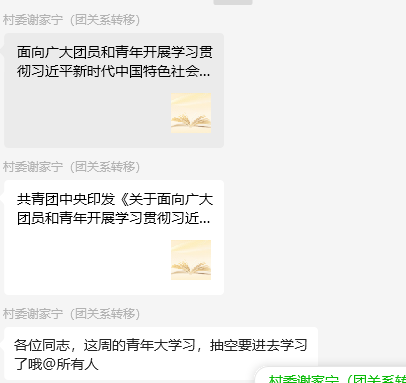 村委谢家宁（团关系转移）
面向广大团员和青年开展学习贯
彻习近平新时代中国特色社会...
村委谢家宁（团关系转移）
共青团中央印发《关于面向广大
团员和青年开展学习贯彻习近...
村委谢家宁（团关系转移）
各位同志，这周的青年大学习，抽空要进去学习
了哦@所有人
村委谢家宁（团关系转移